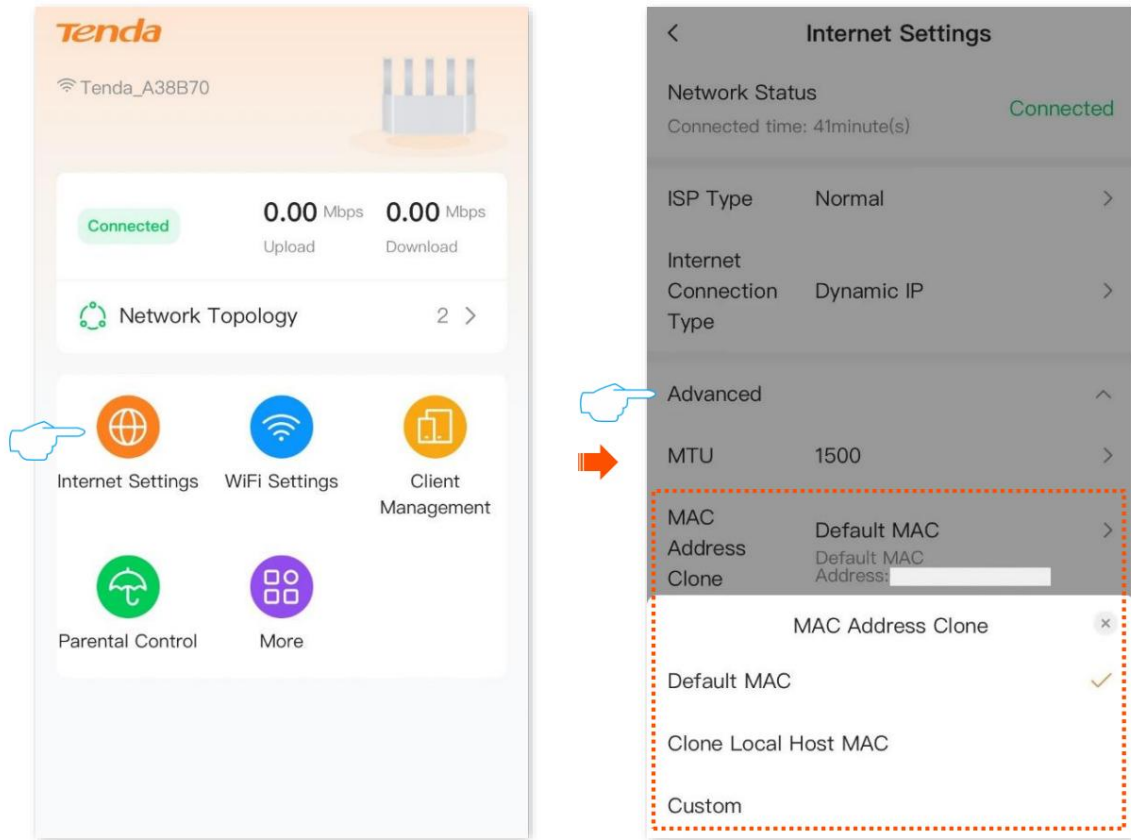 Tenda
Tenda_A38B70
Connected
0.00 Mbps
Upload
0.00 Mbps
Download
Network Topology 2
Internet Settings
WiFi Settings
Client
Management
Parental Control
More
Internet Settings
Network Status
Connected time: 41minute(s)
Connected
ISP Type Normal
Internet
Connection
Type
Dynamic IP
Advanced
MTU 1500
MAC
Address
Clone
Default MAC
Default MAC
Address:
MAC Address Clone
Default MAC
Clone Local Host MAC
Custom